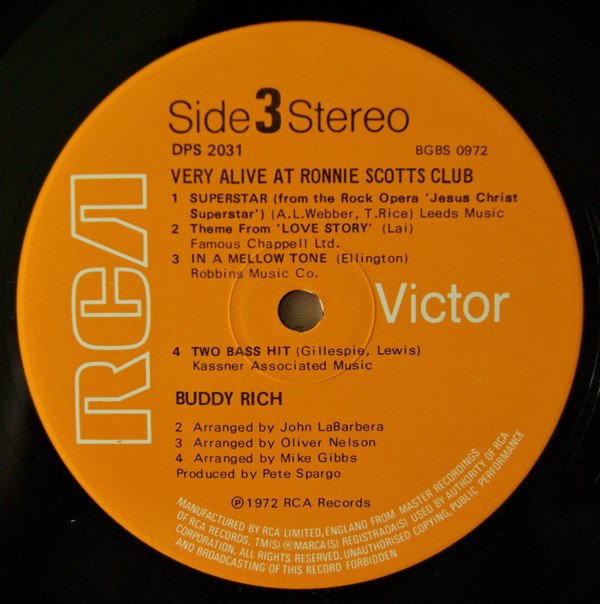 Side 3 Stereo
DPS 2031 BGBS 0972
VERY ALIVE AT RONNIE SCOTTS CLUB
1 SUPERSTAR (from the Rock Opera 'Jesus Christ
Superstar') (A.L.Webber, T.Rice) Leeds Music
2 Theme From 'LOVE STORY' (Lai)
Famous Chappell Ltd.
3 IN A MELLOW TONE (Ellington)
Robbins Music Co.
RCA Victor
4 TWO BASS HIT (Gillespie, Lewis)
Kassner Associated Music
BUDDY RICH
2 Arranged by John LaBarbera
3 Arranged by Oliver Nelson
4 Arranged by Mike Gibbs
Produced by Pete Spargo
℗ 1972 RCA Records
MANUFACTURED BY RCA LIMITED, ENGLAND FROM MASTER RECORDINGS
OF RCA RECORDS. TM(S) ® MARCA(S) REGISTRADA(S) USED BY AUTHORITY OF RCA
CORPORATION. ALL RIGHTS RESERVED. UNAUTHORISED COPYING, PUBLIC PERFORMANCE
AND BROADCASTING OF THIS RECORD FORBIDDEN